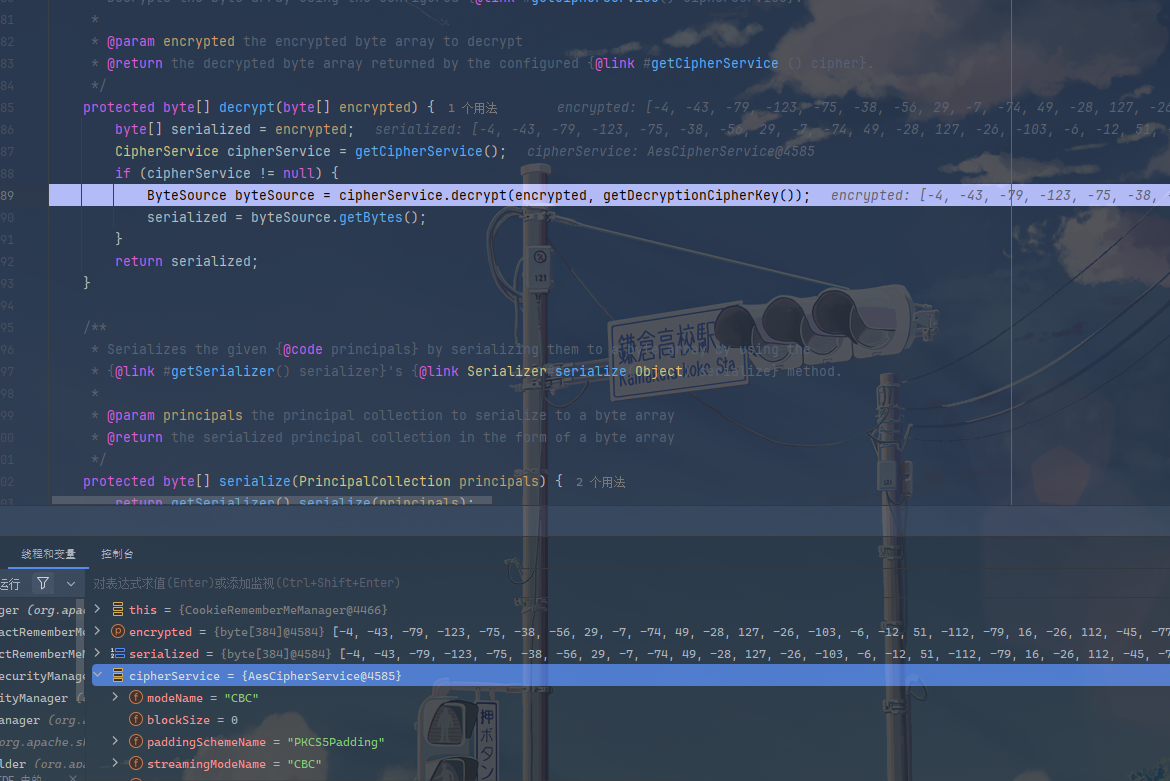 81 *
82 * @param encrypted the encrypted byte array to decrypt
83 * @return the decrypted byte array returned by the configured {@link #getCipherService () cipher}.
84 */
85 protected byte[] decrypt(byte[] encrypted) { 1 个用法 encrypted: [-4, -43, -79, -123, -75, -38, -56, 29, -7, -74, 49, -28, 127, -26
86 byte[] serialized = encrypted; serialized: [-4, -43, -79, -123, -75, -38, -56, 29, -7, -74, 49, -28, 127, -26, -103, -6, -12, 51,
87 CipherService cipherService = getCipherService(); cipherService: AesCipherService@4585
88 if (cipherService != null) {
89 ByteSource byteSource = cipherService.decrypt(encrypted, getDecryptionCipherKey()); encrypted: [-4, -43, -79, -123, -75, -38,
90 serialized = byteSource.getBytes();
91 }
92 return serialized;
93 }
94
95 /**
96 * Serializes the given {@code principals} by serializing them to a byte array by using the
97 * {@link #getSerializer() serializer}'s {@link Serializer#serialize(Object) serialize} method.
98 *
99 * @param principals the principal collection to serialize to a byte array
00 * @return the serialized principal collection in the form of a byte array
01 */
02 protected byte[] serialize(PrincipalCollection principals) { 2 个用法
03 return getSerializer().serialize(principals);
121
鎌倉高校駅
Kamakurakoko Sta
押ボタン
线程和变量 控制台
运行 对表达式求值(Enter)或添加监视(Ctrl+Shift+Enter)
ger (org.apa this = {CookieRememberMeManager@4466}
actRememberMe encrypted = {byte[384]@4584} [-4, -43, -79, -123, -75, -38, -56, 29, -7, -74, 49, -28, 127, -26, -103, -6, -12, 51, -112, -79, 16, -26, 112, -45, -77
actRememberMe serialized = {byte[384]@4584} [-4, -43, -79, -123, -75, -38, -56, 29, -7, -74, 49, -28, 127, -26, -103, -6, -12, 51, -112, -79, 16, -26, 112, -45, -7
ecurityManage cipherService = {AesCipherService@4585}
ityManager modeName = "CBC"
anager (org.a blockSize = 0
org.apache.sh paddingSchemeName = "PKCS5Padding"
lder (org.apa streamingModeName = "CBC"